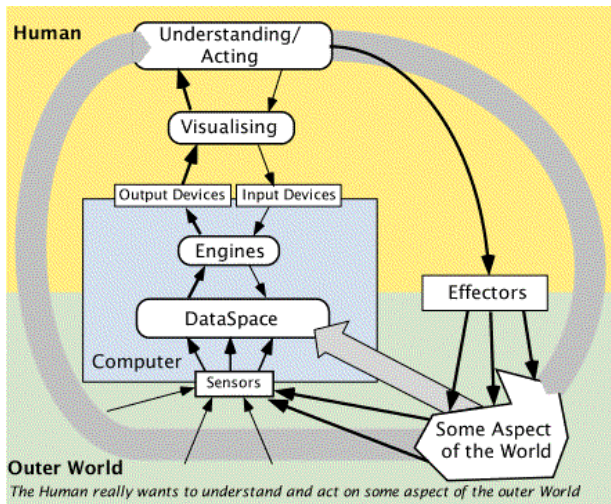 Human
Understanding/
Acting
Visualising
Output Devices
Input Devices
Engines
Effectors
DataSpace
Computer
Sensors
Some Aspect
of the World
Outer World
The Human really wants to understand and act on some aspect of the outer World